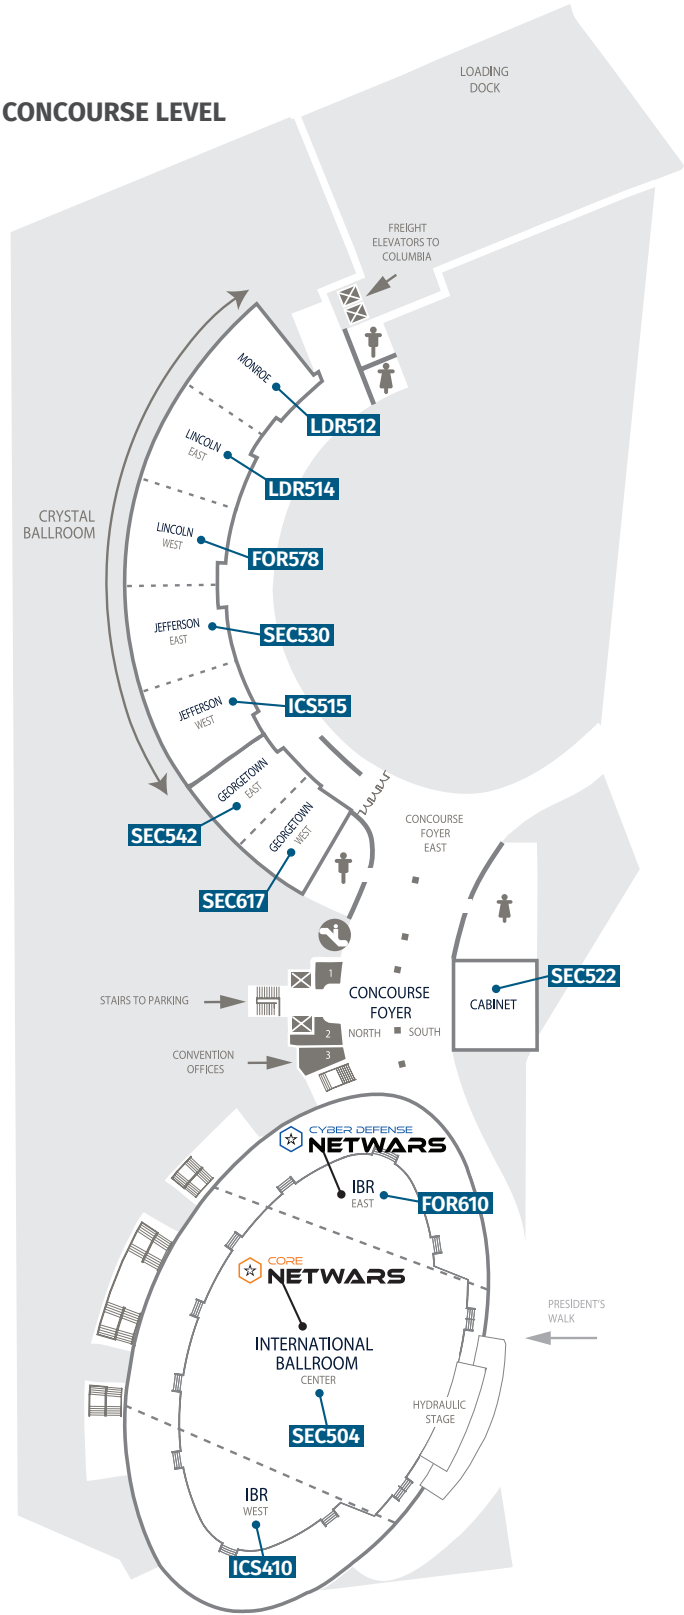 LOADING
DOCK
CONCOURSE LEVEL
FREIGHT
ELEVATORS TO
COLUMBIA
MONROE
LDR512
LINCOLN
EAST
LDR514
CRYSTAL
BALLROOM
LINCOLN
WEST
FOR578
JEFFERSON
EAST
SEC530
JEFFERSON
WEST
ICS515
GEORGETOWN
EAST
SEC542
GEORGETOWN
WEST
SEC617
CONCOURSE
FOYER
EAST
SEC522
CABINET
1
STAIRS TO PARKING
CONCOURSE
FOYER
NORTH
SOUTH
2
3
CONVENTION
OFFICES
CYBER DEFENSE
NETWARS
IBR
EAST
FOR610
CORE
NETWARS
PRESIDENT'S
WALK
INTERNATIONAL
BALLROOM
CENTER
SEC504
HYDRAULIC
STAGE
IBR
WEST
ICS410